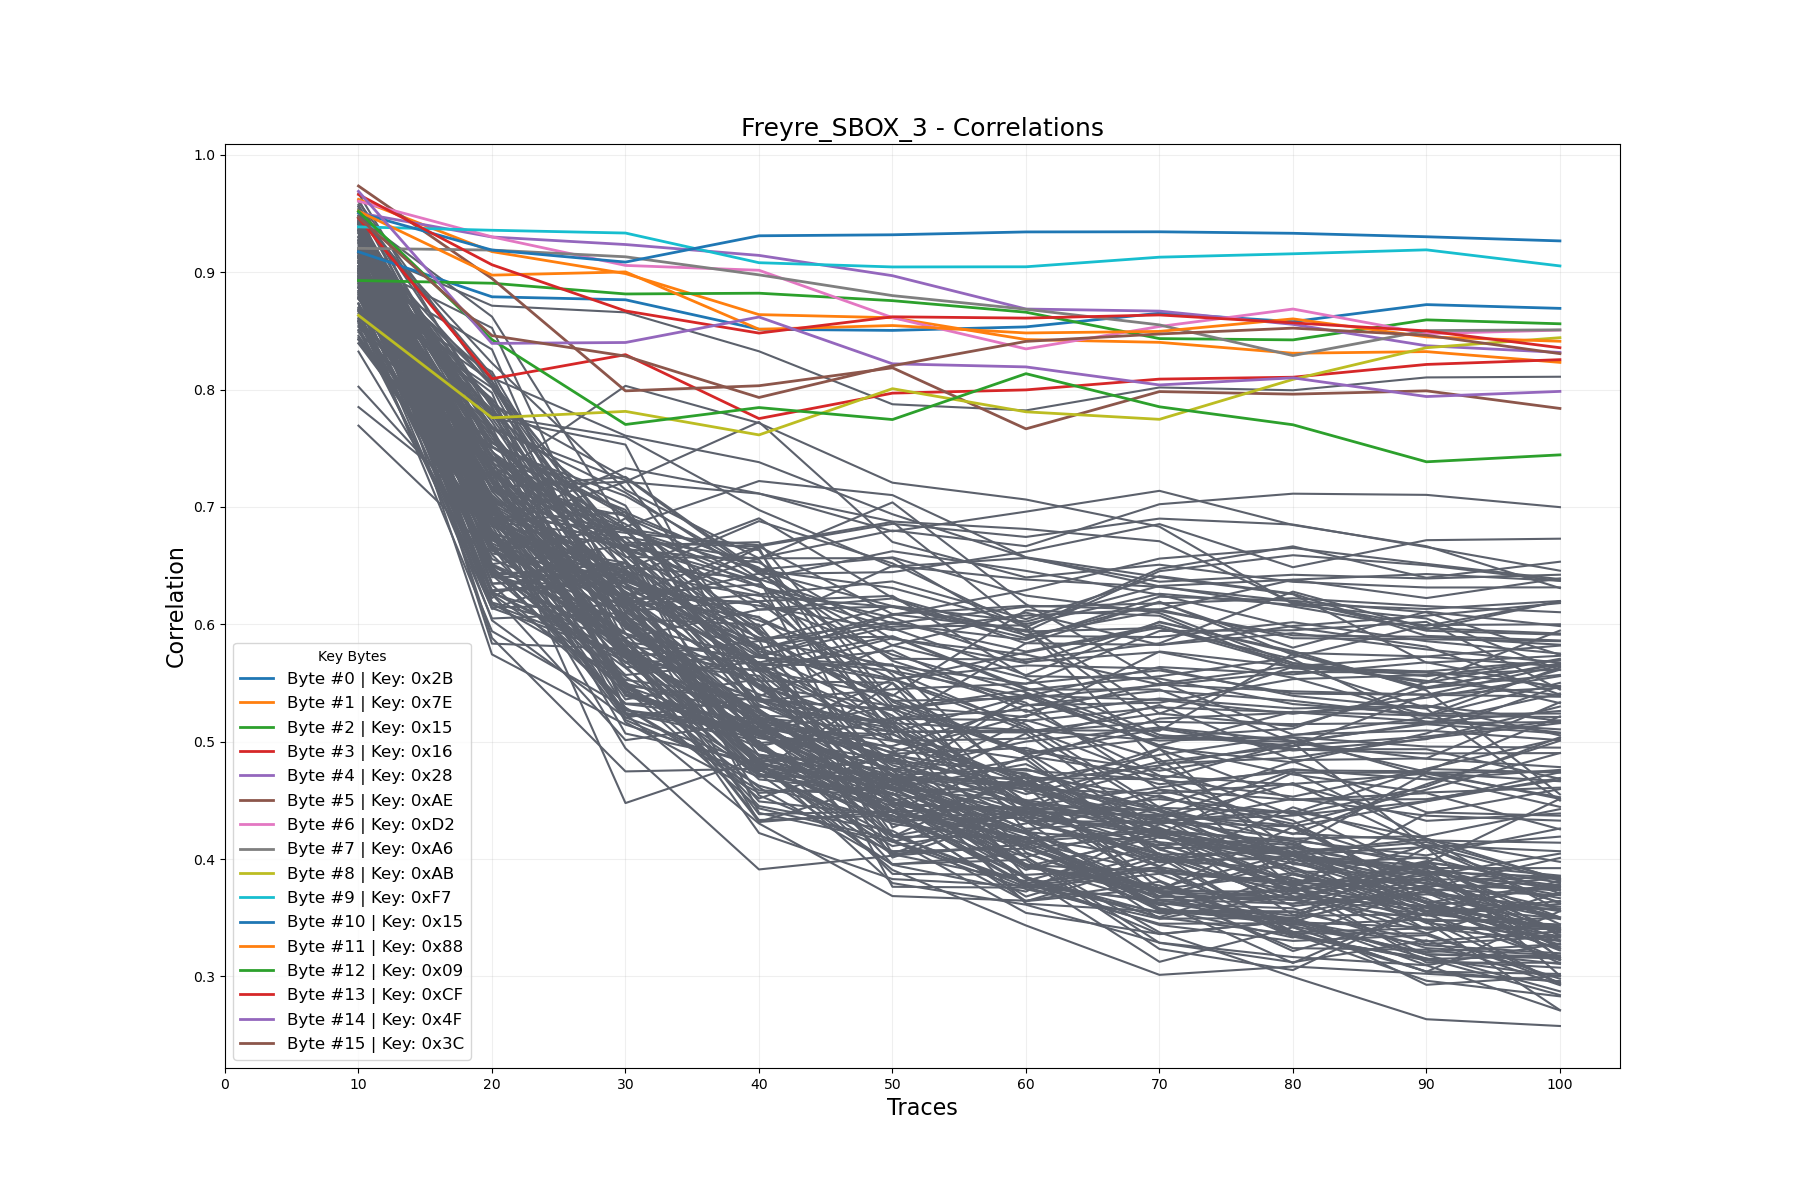 Freyre_SBOX_3 - Correlations
Correlation
1.0
0.9
0.8
0.7
0.6
0.5
0.4
0.3
Key Bytes
Byte #0 | Key: 0x2B
Byte #1 | Key: 0x7E
Byte #2 | Key: 0x15
Byte #3 | Key: 0x16
Byte #4 | Key: 0x28
Byte #5 | Key: 0xAE
Byte #6 | Key: 0xD2
Byte #7 | Key: 0xA6
Byte #8 | Key: 0xAB
Byte #9 | Key: 0xF7
Byte #10 | Key: 0x15
Byte #11 | Key: 0x88
Byte #12 | Key: 0x09
Byte #13 | Key: 0xCF
Byte #14 | Key: 0x4F
Byte #15 | Key: 0x3C
0 10 20 30 40 50 60 70 80 90 100
Traces